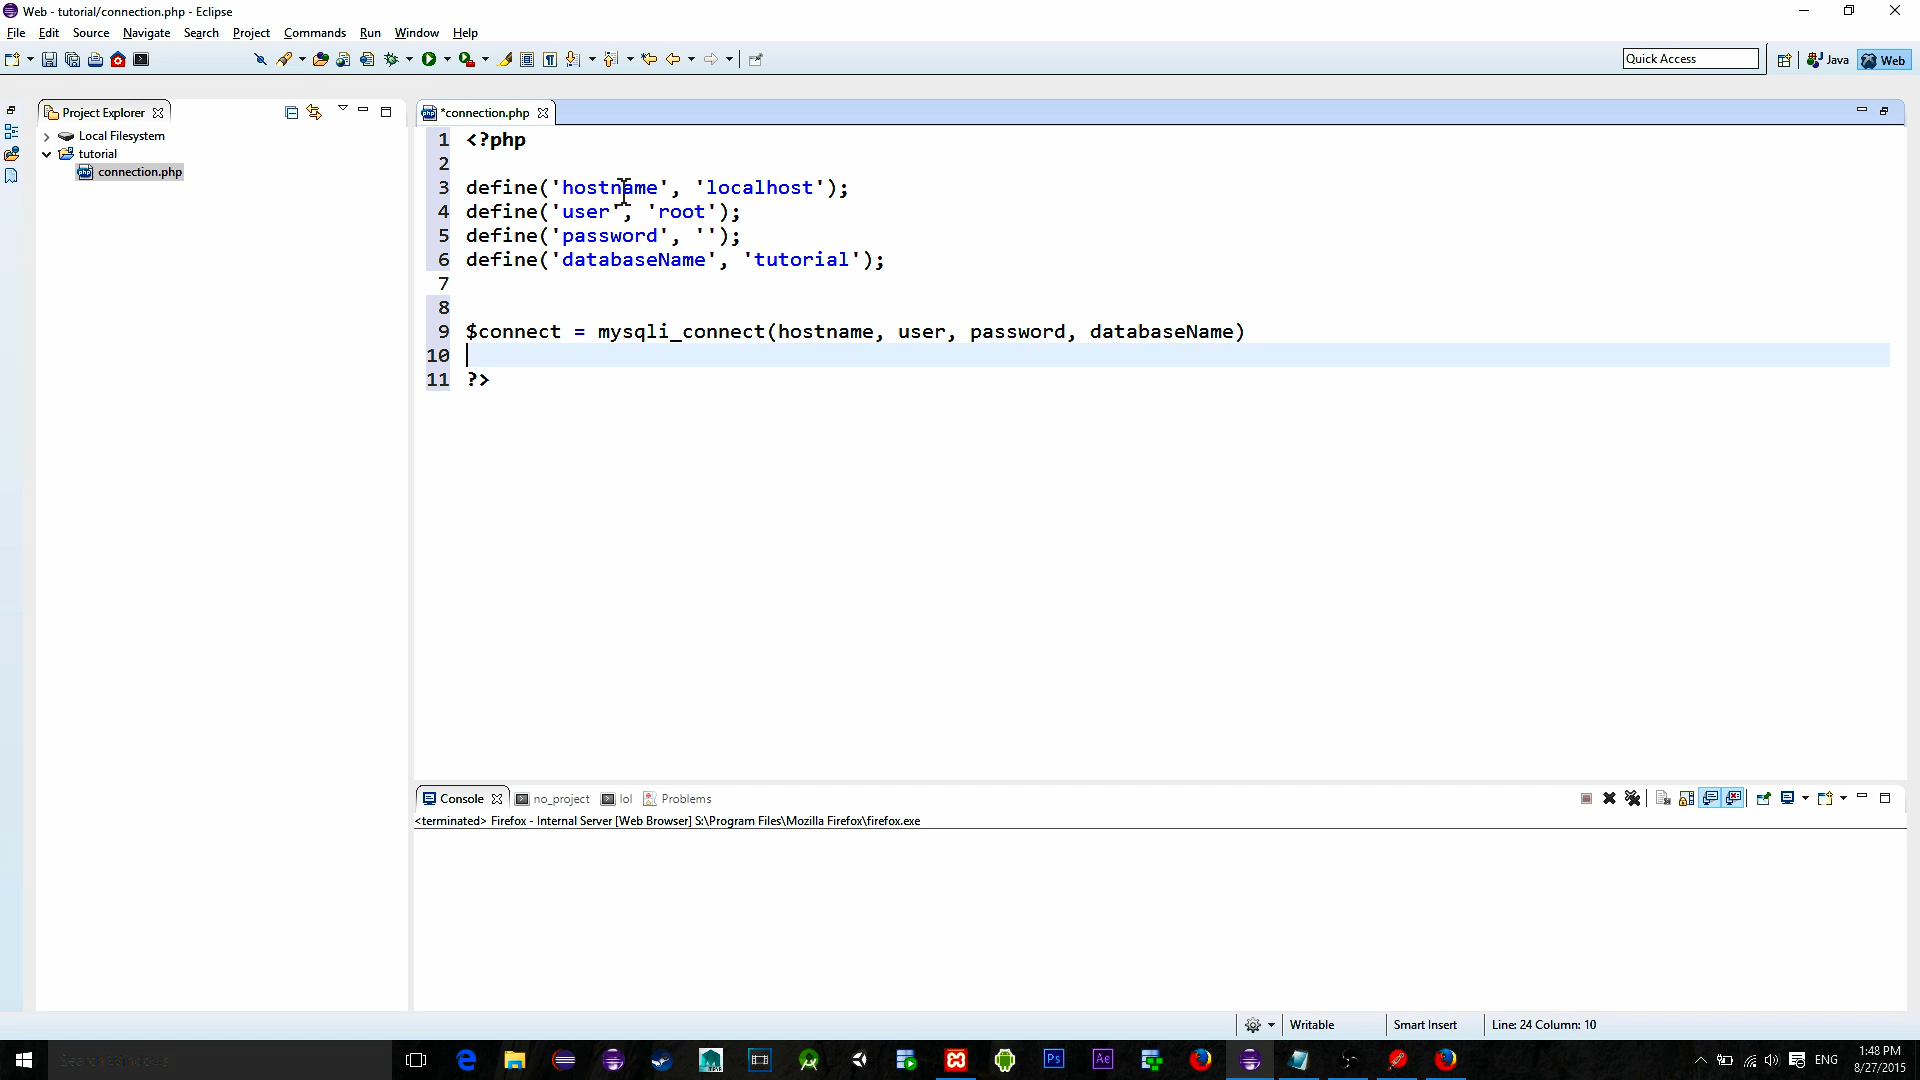 Web - tutorial/connection.php - Eclipse
File Edit Source Navigate Search Project Commands Run Window Help
Quick Access
Java
Web
Project Explorer
Local Filesystem
tutorial
connection.php
*connection.php
1 <?php
2
3 define('hostname', 'localhost');
4 define('user', 'root');
5 define('password', '');
6 define('databaseName', 'tutorial');
7
8
9 $connect = mysqli_connect(hostname, user, password, databaseName)
10
11 ?>
Console no_project lol Problems
<terminated> Firefox - Internal Server [Web Browser] S:\Program Files\Mozilla Firefox\firefox.exe
Writable Smart Insert Line: 24 Column: 10
Ps Ae ENG
1:48 PM
8/27/2015